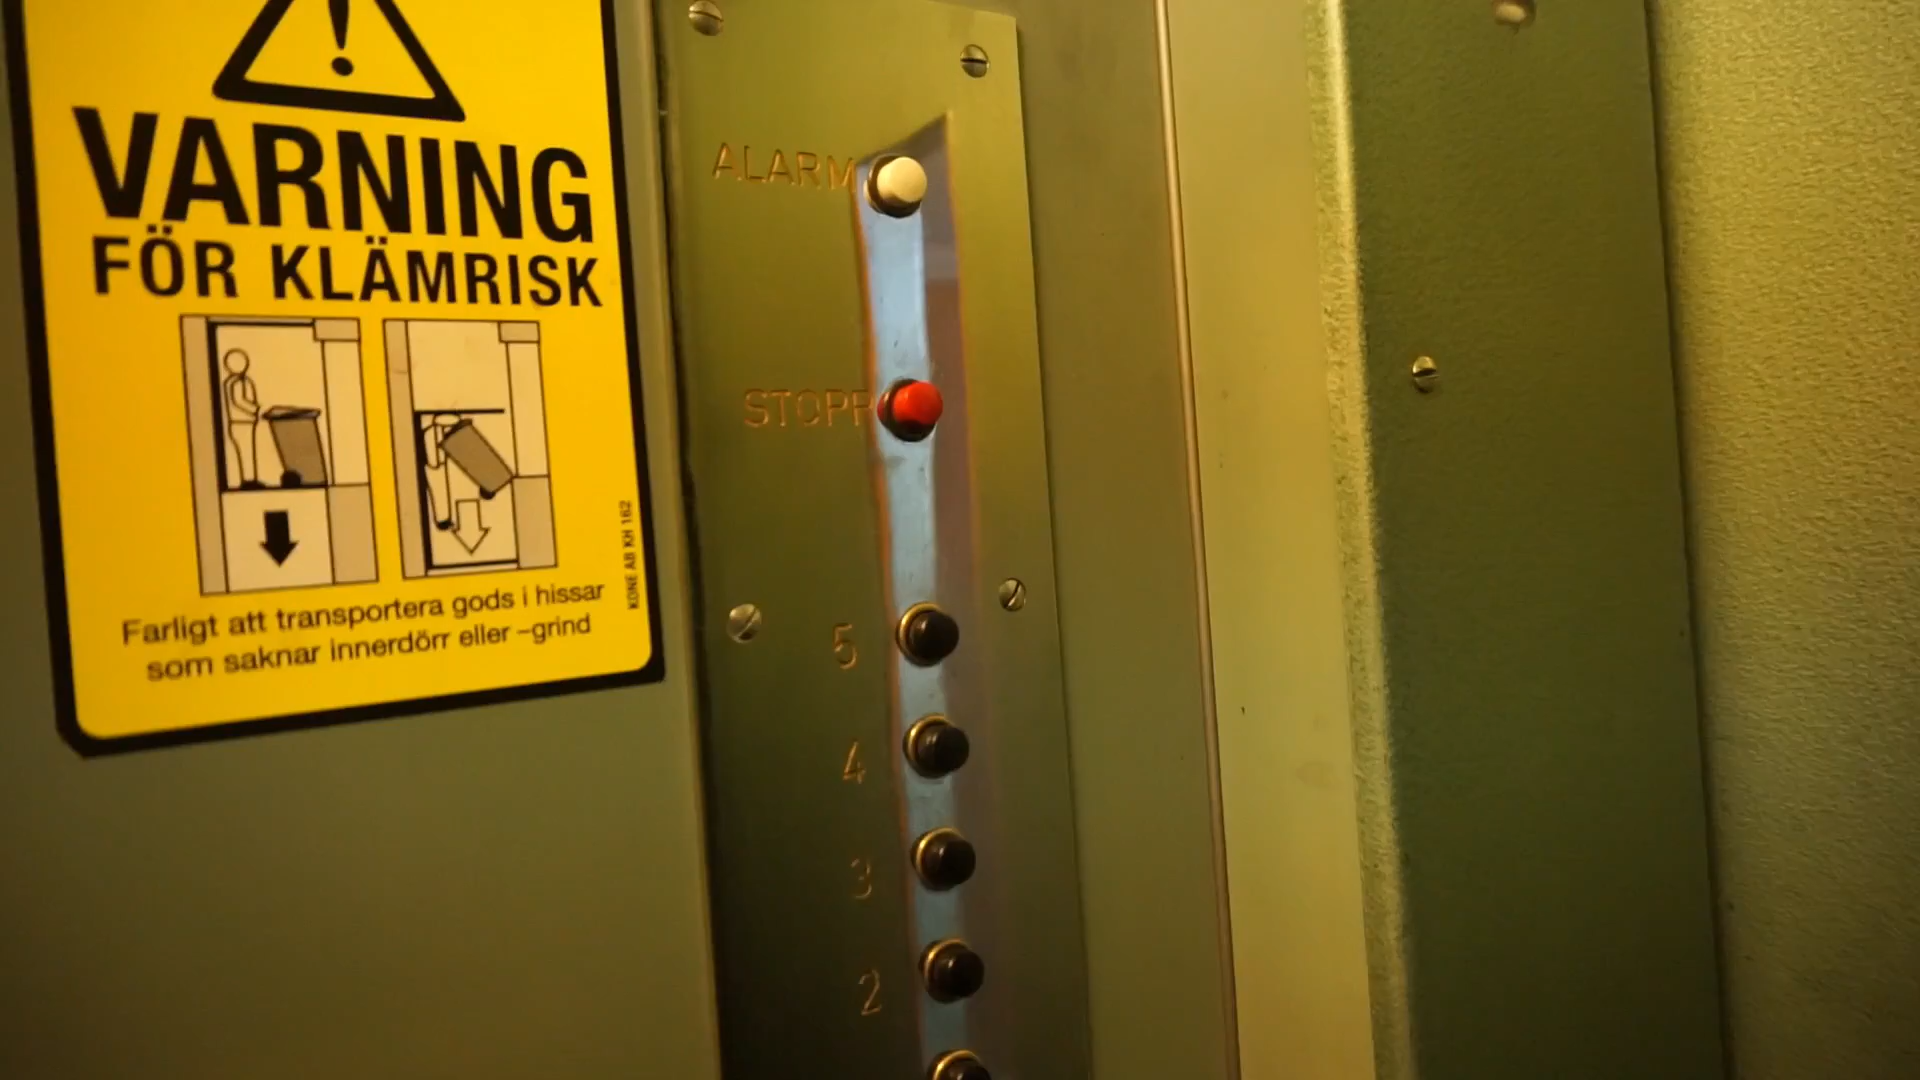 VARNING
FÖR KLÄMRISK
Farligt att transportera gods i hissar
som saknar innerdörr eller –grind
KONE AB KH 162
ALARM
STOPP
5
4
3
2